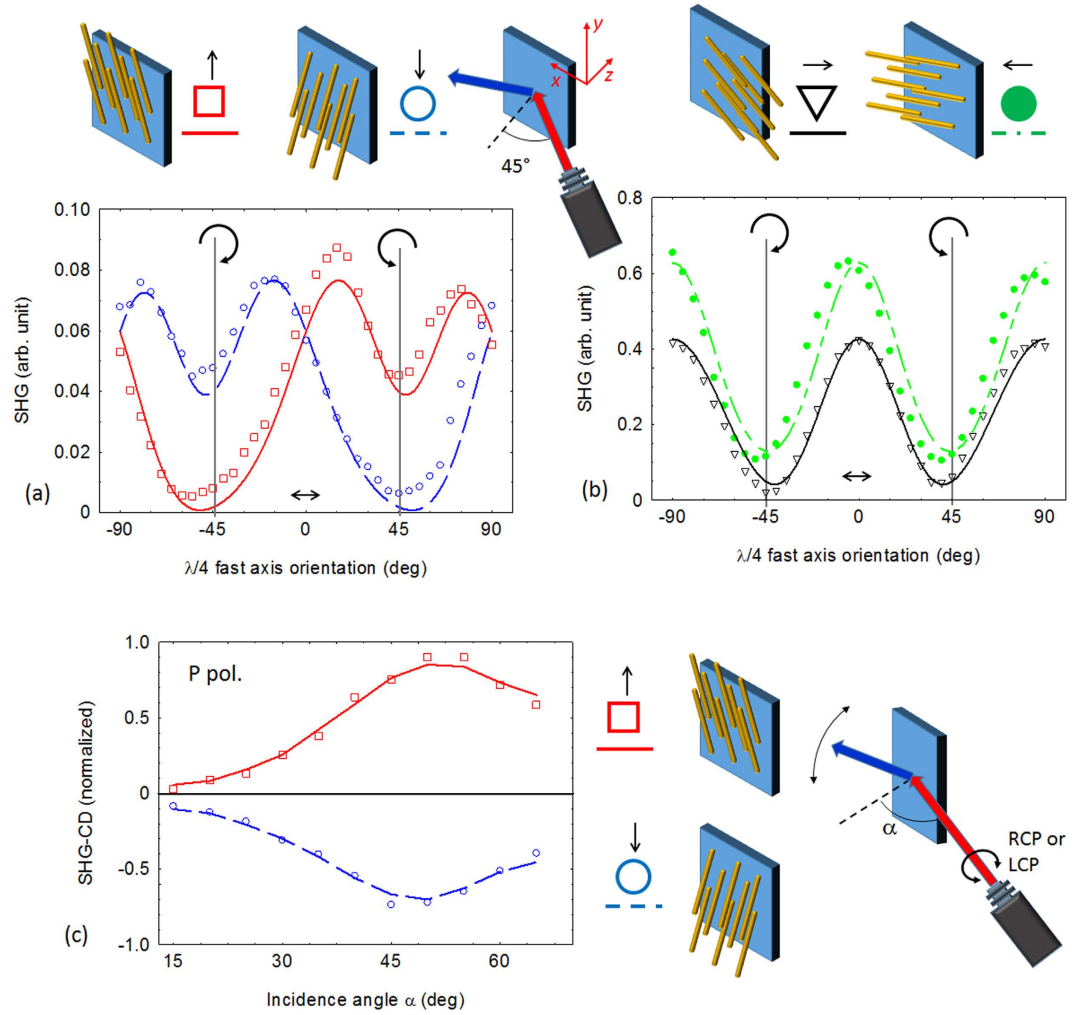 y
x
z
45°
0.10
0.08
0.06
0.04
0.02
0
SHG (arb. unit)
(a)
-90
-45
0
45
90
λ/4 fast axis orientation (deg)
0.8
0.6
0.4
0.2
0
SHG (arb. unit)
(b)
-90
-45
0
45
90
λ/4 fast axis orientation (deg)
1.0
0.5
0
-0.5
-1.0
SHG-CD (normalized)
P pol.
(c)
15
30
45
60
Incidence angle α (deg)
α
RCP or
LCP